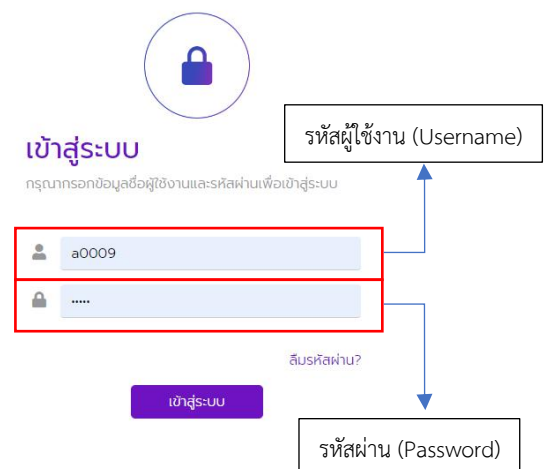 รหัสผู้ใช้งาน (Username)
เข้าสู่ระบบ
กรุณากรอกข้อมูลชื่อผู้ใช้งานและรหัสผ่านเพื่อเข้าสู่ระบบ
a0009
•••••
ลืมรหัสผ่าน?
เข้าสู่ระบบ
รหัสผ่าน (Password)